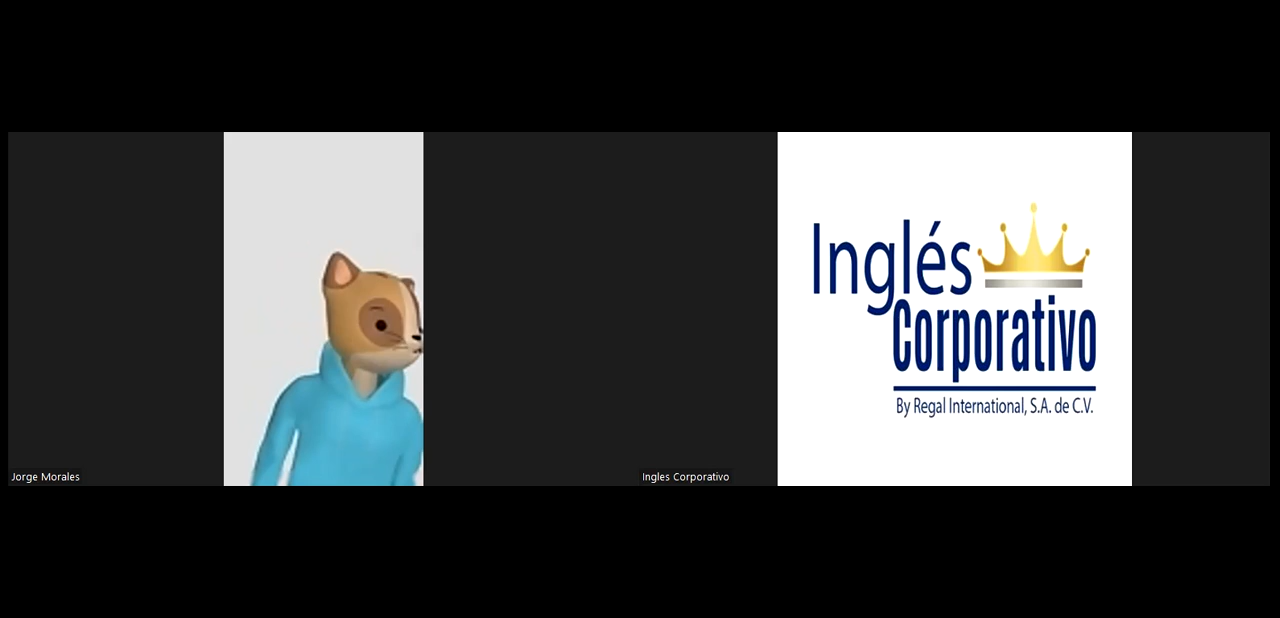 Inglés
Corporativo
By Regal International, S.A. de C.V.
Jorge Morales
Ingles Corporativo